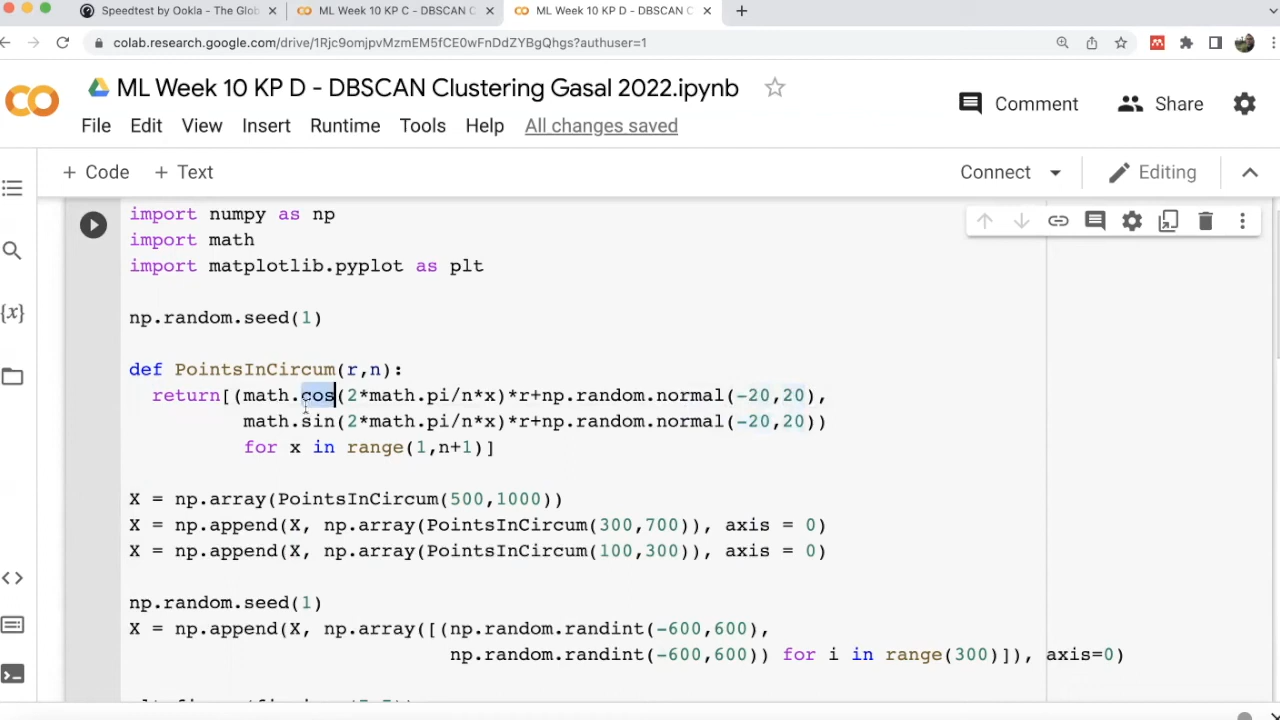 Speedtest by Ookla - The Glob
ML Week 10 KP C - DBSCAN C
ML Week 10 KP D - DBSCAN C
colab.research.google.com/drive/1Rjc9omjpvMzmEM5fCE0wFnDdZYBgQhgs?authuser=1
ML Week 10 KP D - DBSCAN Clustering Gasal 2022.ipynb
Comment
Share
File Edit View Insert Runtime Tools Help All changes saved
+ Code + Text
Connect
Editing
import numpy as np
import math
import matplotlib.pyplot as plt
np.random.seed(1)
def PointsInCircum(r,n):
return[(math.cos(2*math.pi/n*x)*r+np.random.normal(-20,20),
math.sin(2*math.pi/n*x)*r+np.random.normal(-20,20))
for x in range(1,n+1)]
X = np.array(PointsInCircum(500,1000))
X = np.append(X, np.array(PointsInCircum(300,700)), axis = 0)
X = np.append(X, np.array(PointsInCircum(100,300)), axis = 0)
np.random.seed(1)
X = np.append(X, np.array([(np.random.randint(-600,600),
np.random.randint(-600,600)) for i in range(300)]), axis=0)